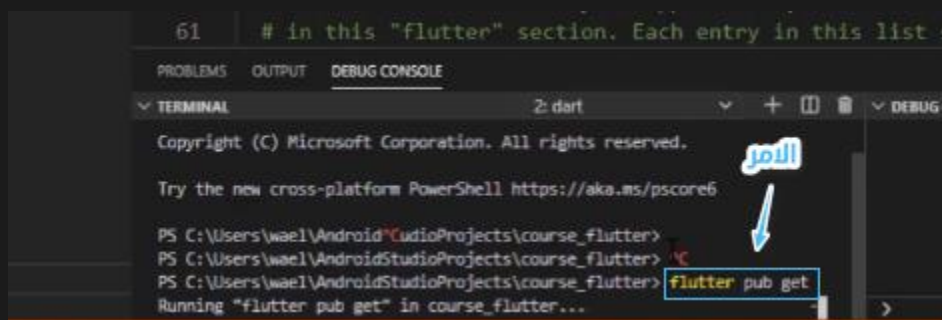 61 # in this "flutter" section. Each entry in this list
PROBLEMS OUTPUT DEBUG CONSOLE
TERMINAL 2: dart DEBUG
Copyright (C) Microsoft Corporation. All rights reserved.
الامر
Try the new cross-platform PowerShell https://aka.ms/pscore6
PS C:\Users\wael\Android^CudioProjects\course_flutter>
PS C:\Users\wael\AndroidStudioProjects\course_flutter> ^C
PS C:\Users\wael\AndroidStudioProjects\course_flutter> flutter pub get
Running "flutter pub get" in course_flutter...